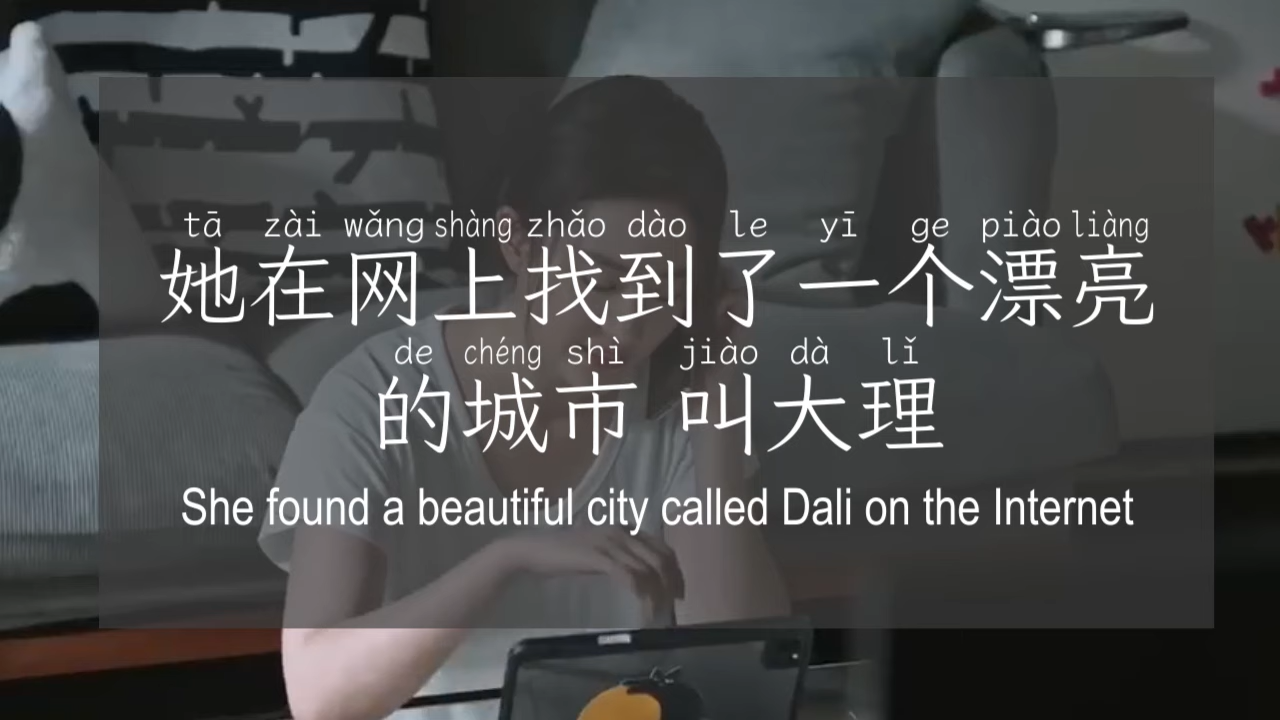 tā zài wǎng shàng zhǎo dào le yī ge piào liàng
她在网上找到了一个漂亮
de chéng shì jiào dà lǐ
的城市 叫大理
She found a beautiful city called Dali on the Internet